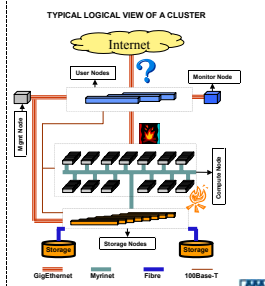 TYPICAL LOGICAL VIEW OF A CLUSTER
Internet
User Nodes
?
Monitor Node
Mgmt Node
Compute Node
Storage Nodes
Storage
Storage
GigEthernet
Myrinet
Fibre
100Base-T